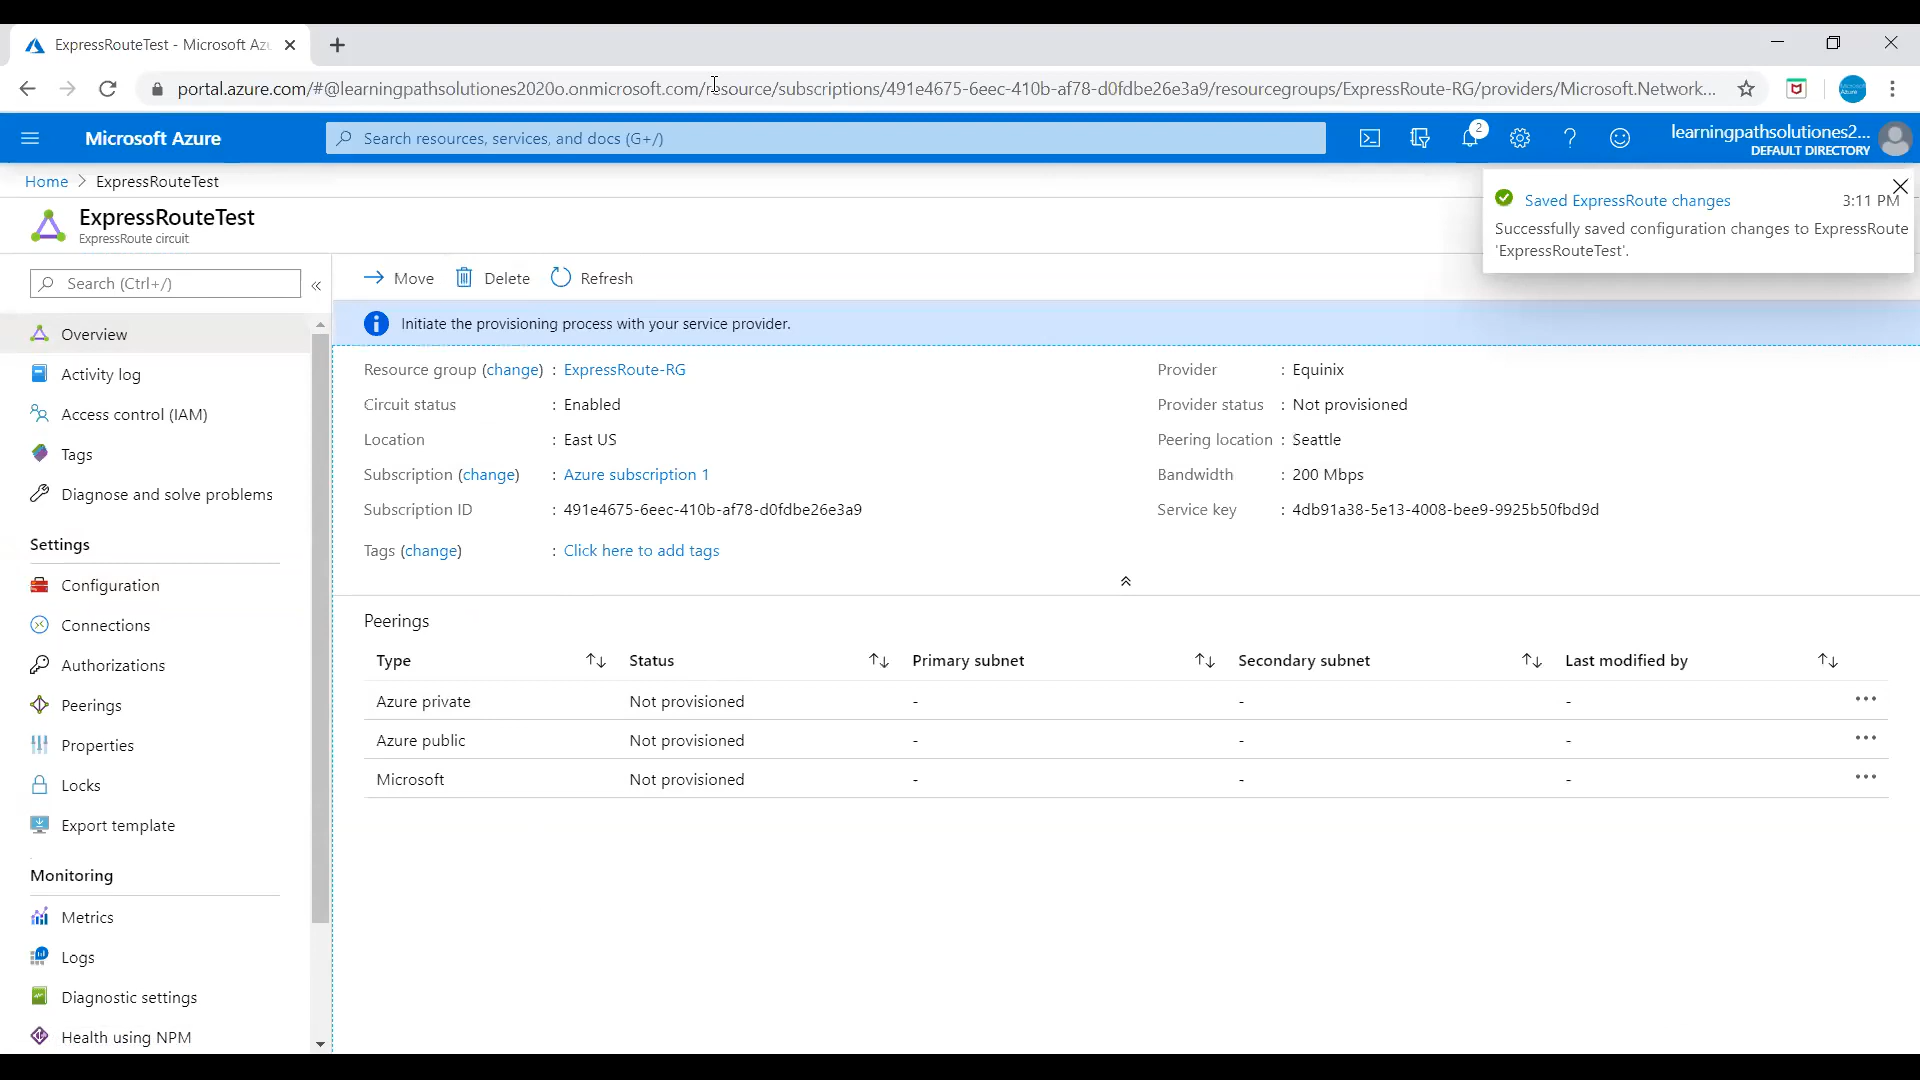 ExpressRouteTest - Microsoft Azu
portal.azure.com/#@learningpathsolutiones2020o.onmicrosoft.com/resource/subscriptions/491e4675-6eec-410b-af78-d0fdbe26e3a9/resourcegroups/ExpressRoute-RG/providers/Microsoft.Network...
Microsoft Azure
Search resources, services, and docs (G+/)
2
learningpathsolutiones2...
DEFAULT DIRECTORY
Home > ExpressRouteTest
ExpressRouteTest
ExpressRoute circuit
Saved ExpressRoute changes 3:11 PM
Successfully saved configuration changes to ExpressRoute
'ExpressRouteTest'.
Search (Ctrl+/)
«
Overview
Activity log
Access control (IAM)
Tags
Diagnose and solve problems
Settings
Configuration
Connections
Authorizations
Peerings
Properties
Locks
Export template
Monitoring
Metrics
Logs
Diagnostic settings
Health using NPM
Move Delete Refresh
Initiate the provisioning process with your service provider.
Resource group (change) : ExpressRoute-RG
Circuit status : Enabled
Location : East US
Subscription (change) : Azure subscription 1
Subscription ID : 491e4675-6eec-410b-af78-d0fdbe26e3a9
Tags (change) : Click here to add tags
Provider : Equinix
Provider status : Not provisioned
Peering location : Seattle
Bandwidth : 200 Mbps
Service key : 4db91a38-5e13-4008-bee9-9925b50fbd9d
Peerings
Type Status Primary subnet Secondary subnet Last modified by
Azure private Not provisioned - - -
Azure public Not provisioned - - -
Microsoft Not provisioned - - -